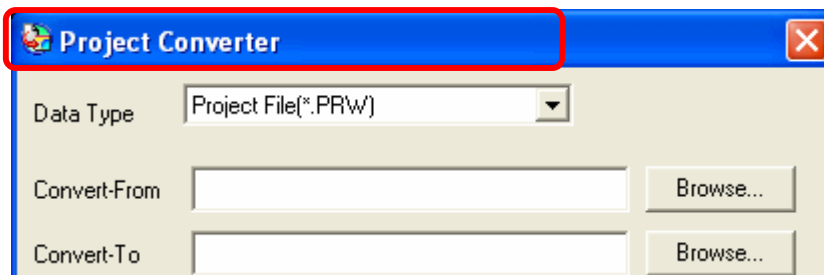 Project Converter
Data Type Project File(*.PRW)
Convert-From Browse...
Convert-To Browse...